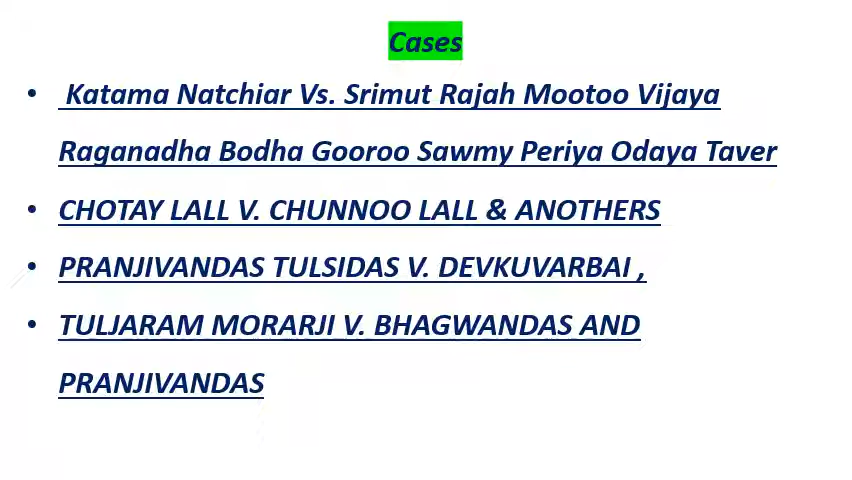 Cases
• Katama Natchiar Vs. Srimut Rajah Mootoo Vijaya
Raganadha Bodha Gooroo Sawmy Periya Odaya Taver
• CHOTAY LALL V. CHUNNOO LALL & ANOTHERS
• PRANJIVANDAS TULSIDAS V. DEVKUVARBAI ,
• TULJARAM MORARJI V. BHAGWANDAS AND
PRANJIVANDAS